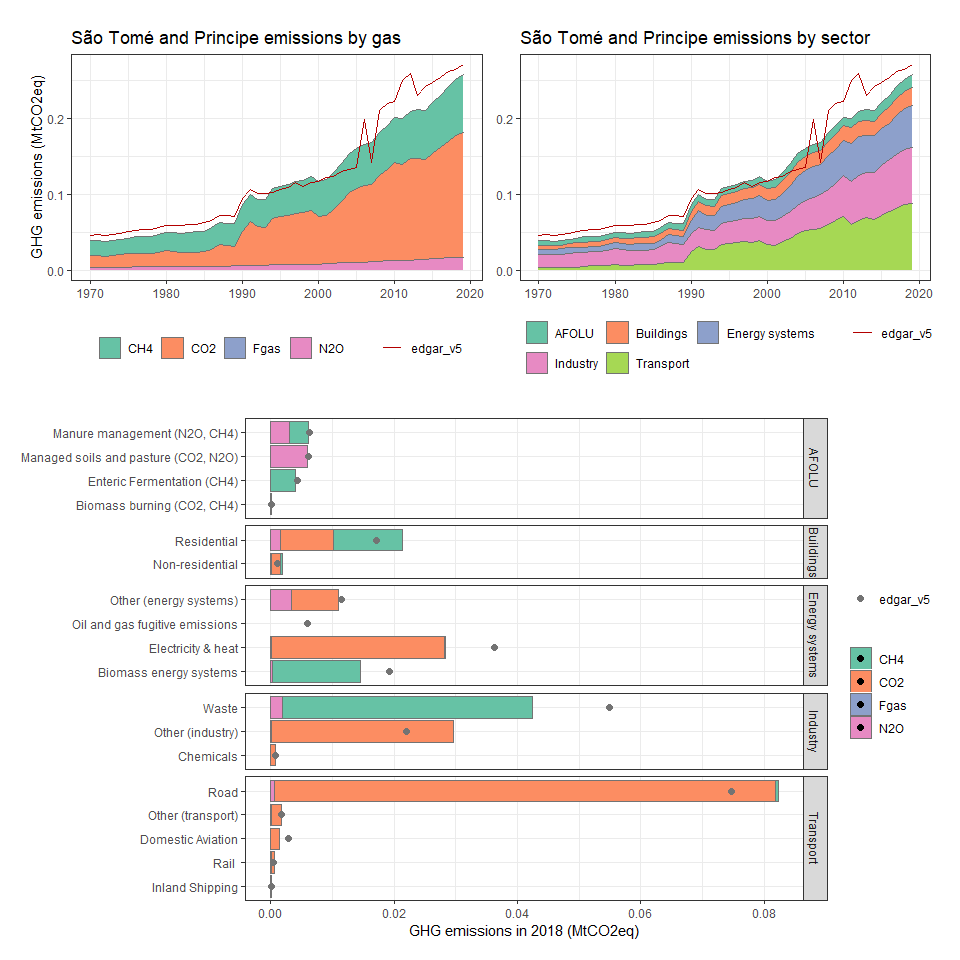 São Tomé and Principe emissions by gas
GHG emissions (MtCO2eq)
0.2
0.1
0.0
1970 1980 1990 2000 2010 2020
CH4 CO2 Fgas N2O edgar_v5
São Tomé and Principe emissions by sector
0.2
0.1
0.0
1970 1980 1990 2000 2010 2020
AFOLU Buildings Energy systems edgar_v5
Industry Transport
Manure management (N2O, CH4)
Managed soils and pasture (CO2, N2O)
Enteric Fermentation (CH4)
Biomass burning (CO2, CH4)
AFOLU
Residential
Non-residential
Buildings
Other (energy systems)
Oil and gas fugitive emissions
Electricity & heat
Biomass energy systems
Energy systems
Waste
Other (industry)
Chemicals
Industry
Road
Other (transport)
Domestic Aviation
Rail
Inland Shipping
Transport
0.00 0.02 0.04 0.06 0.08
GHG emissions in 2018 (MtCO2eq)
edgar_v5
CH4
CO2
Fgas
N2O